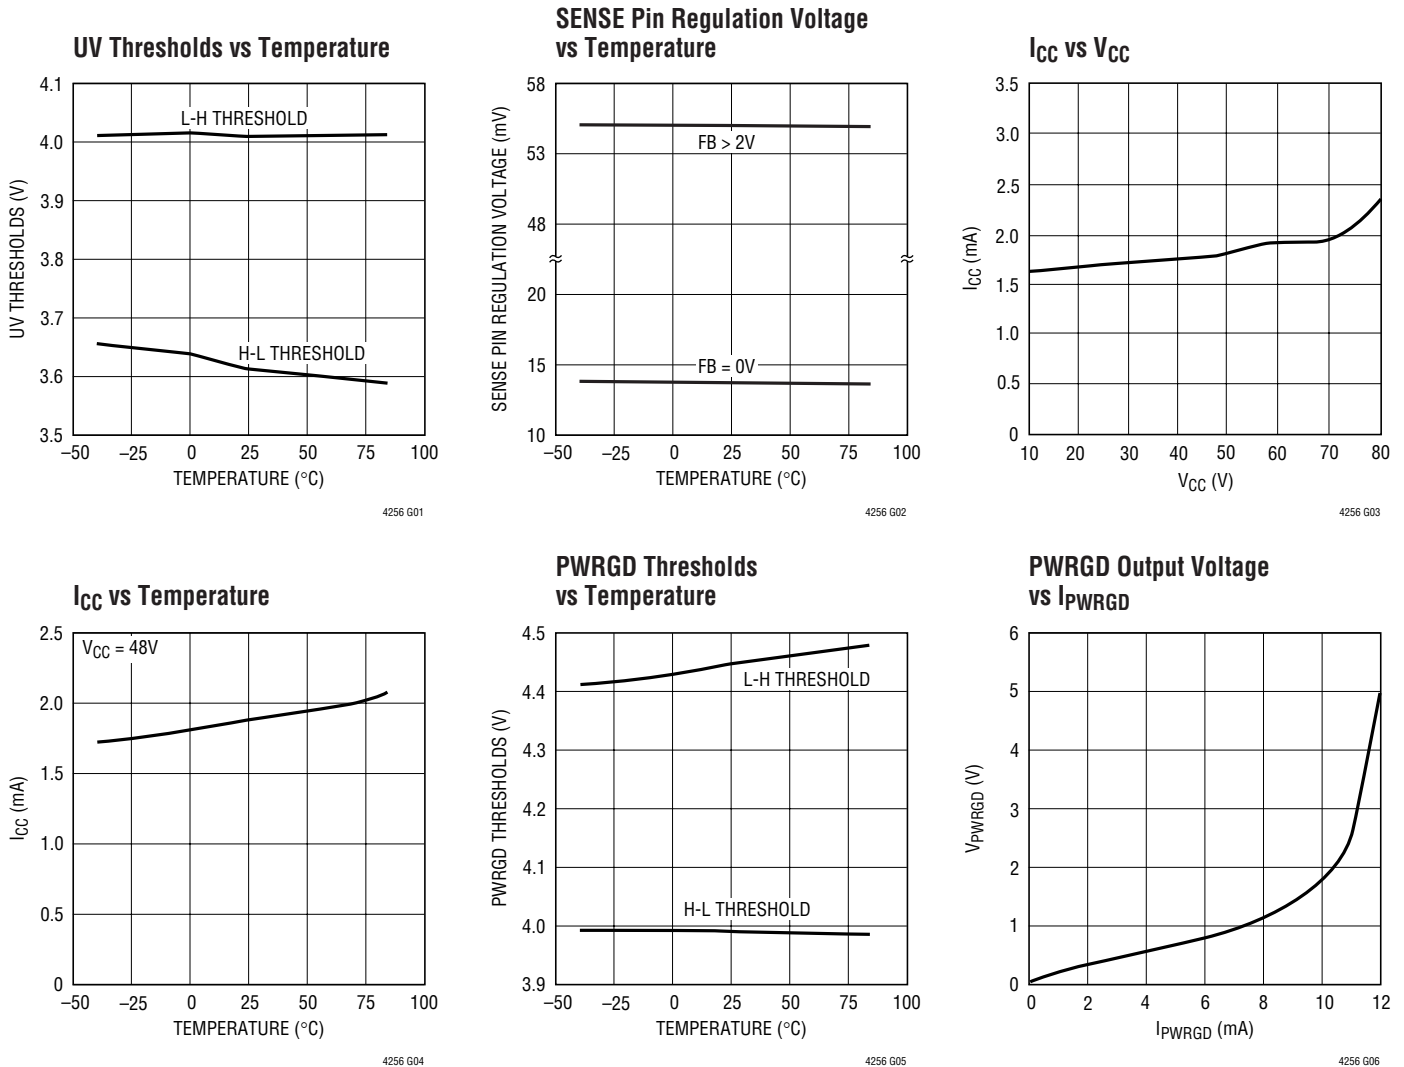 UV Thresholds vs Temperature
4.1
4.0
3.9
3.8
3.7
3.6
3.5
UV THRESHOLDS (V)
L-H THRESHOLD
H-L THRESHOLD
–50 –25 0 25 50 75 100
TEMPERATURE (°C)
4256 G01
SENSE Pin Regulation Voltage
vs Temperature
58
53
48
20
15
10
SENSE PIN REGULATION VOLTAGE (mV)
FB > 2V
FB = 0V
–50 –25 0 25 50 75 100
TEMPERATURE (°C)
4256 G02
ICC vs VCC
3.5
3.0
2.5
2.0
1.5
1.0
0.5
0
ICC (mA)
10 20 30 40 50 60 70 80
VCC (V)
4256 G03
ICC vs Temperature
2.5
2.0
1.5
1.0
0.5
0
ICC (mA)
VCC = 48V
–50 –25 0 25 50 75 100
TEMPERATURE (°C)
4256 G04
PWRGD Thresholds
vs Temperature
4.5
4.4
4.3
4.2
4.1
4.0
3.9
PWRGD THRESHOLDS (V)
L-H THRESHOLD
H-L THRESHOLD
–50 –25 0 25 50 75 100
TEMPERATURE (°C)
4256 G05
PWRGD Output Voltage
vs IPWRGD
6
5
4
3
2
1
0
VPWRGD (V)
0 2 4 6 8 10 12
IPWRGD (mA)
4256 G06